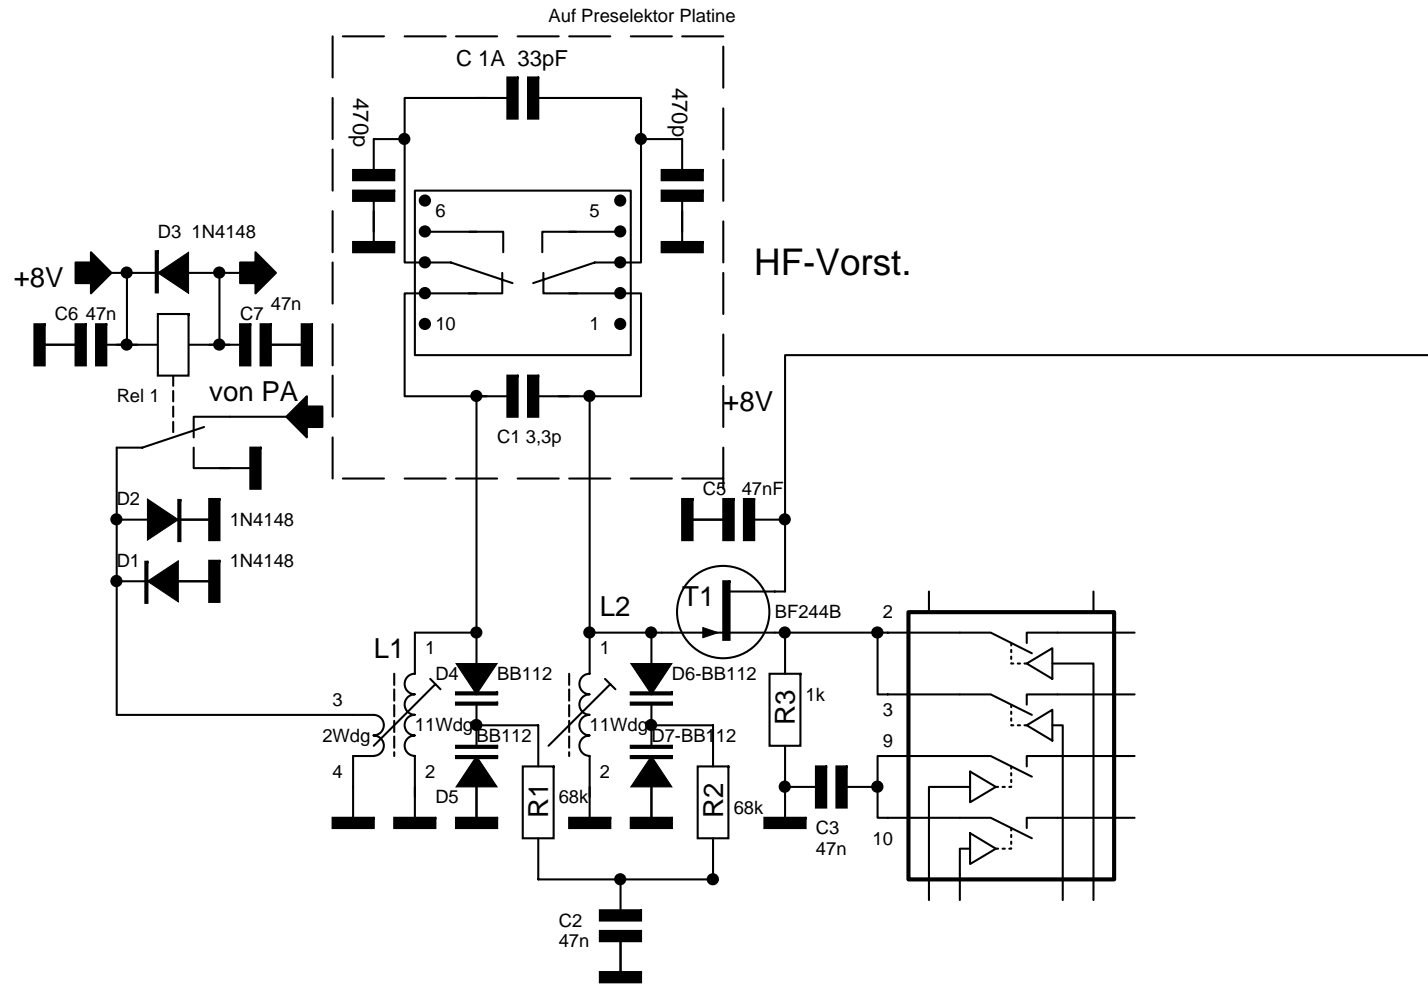 Auf Preselektor Platine
C 1A 33pF
470p
470p
6
5
10
1
D3 1N4148
+8V
C6 47n
C7 47n
HF-Vorst.
Rel 1
von PA
C1 3,3p
+8V
D2
1N4148
D1
1N4148
C5 47nF
T1
BF244B
2
L2
L1
1
D4 BB112
1
D6-BB112
R3
1k
3
3
2Wdg
11Wdg
BB112
11Wdg
D7-BB112
9
4
2
D5
R1
68k
2
R2
68k
C3
47n
10
C2
47n